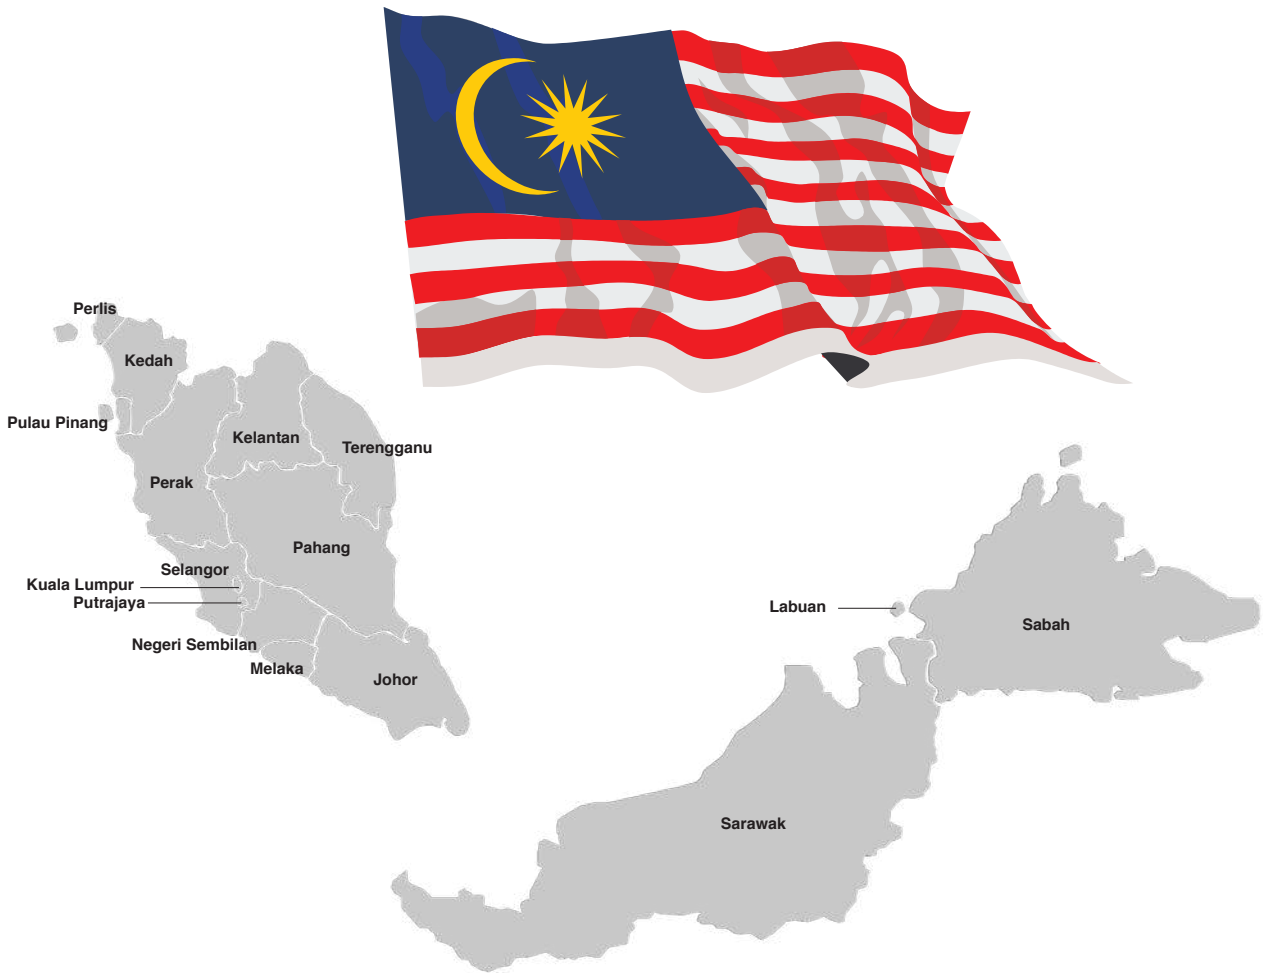 Perlis
Kedah
Pulau Pinang
Kelantan
Terengganu
Perak
Pahang
Selangor
Kuala Lumpur
Putrajaya
Negeri Sembilan
Melaka
Johor
Labuan
Sabah
Sarawak